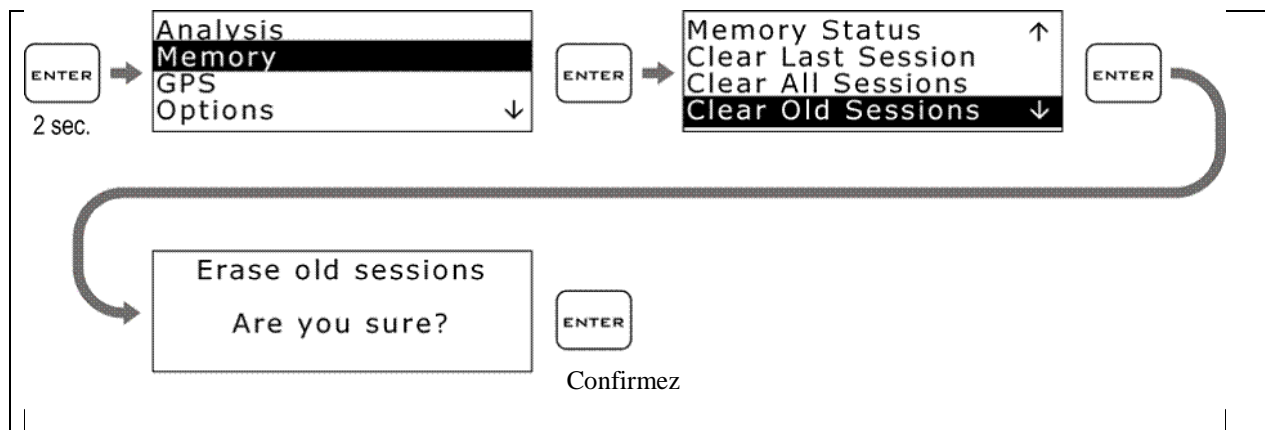 ENTER
2 sec.
Analysis
Memory
GPS
Options ↓
ENTER
Memory Status ↑
Clear Last Session
Clear All Sessions
Clear Old Sessions ↓
ENTER
Erase old sessions
Are you sure?
ENTER
Confirmez